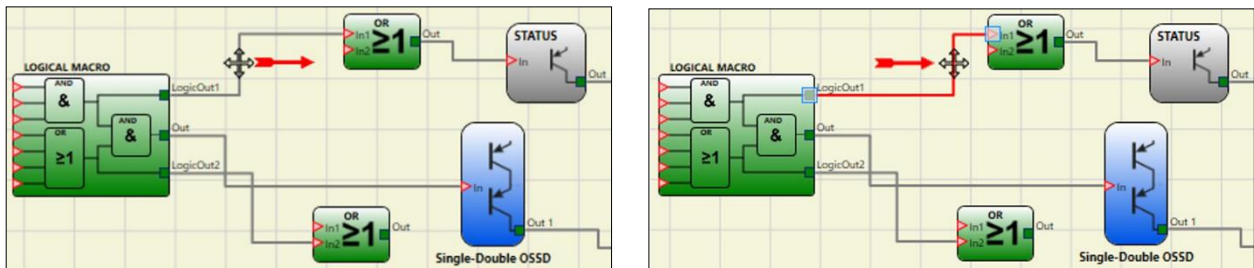 OR
In1
In2
≥1
Out
STATUS
In
Out
LOGICAL MACRO
AND
&
OR
≥1
AND
&
LogicOut1
Out
LogicOut2
In
Out 1
Single-Double OSSD
OR
In1
In2
≥1
Out
OR
In1
In2
≥1
Out
STATUS
In
Out
LOGICAL MACRO
AND
&
OR
≥1
AND
&
LogicOut1
Out
LogicOut2
In
Out 1
Single-Double OSSD
OR
In1
In2
≥1
Out